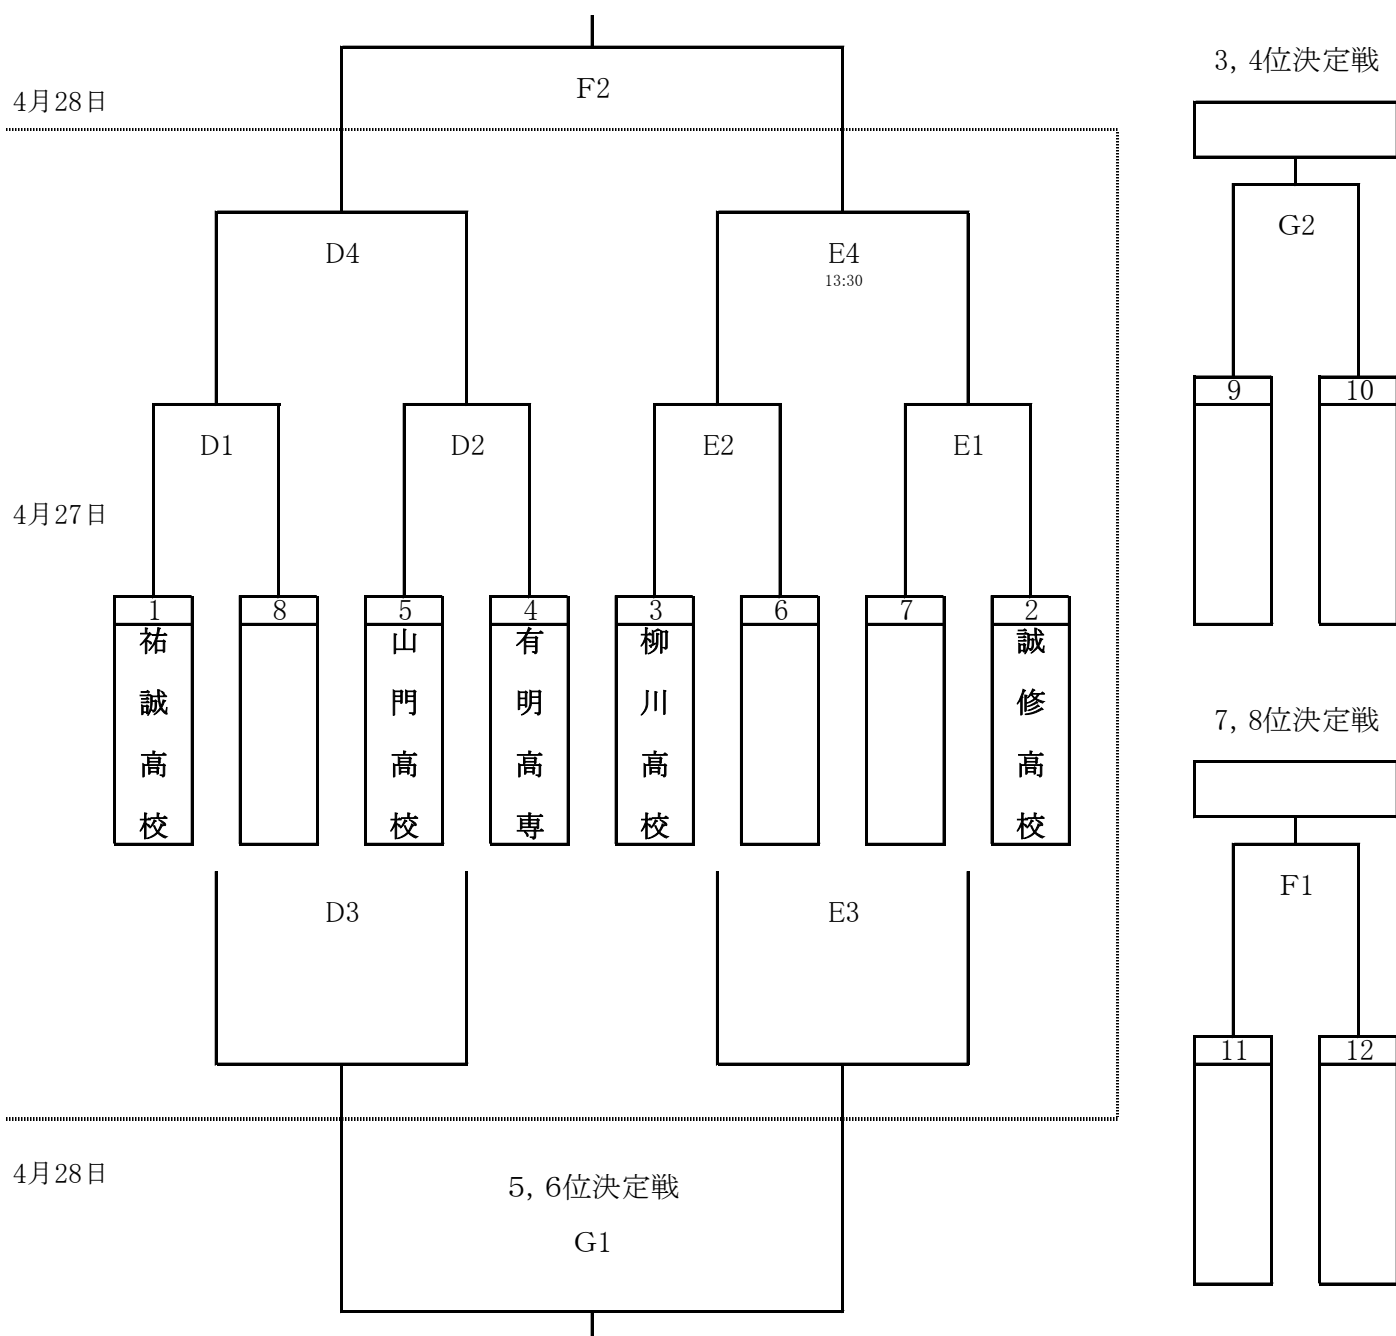 F2
4月28日
D4
E4
13:30
D1
D2
E2
E1
4月27日
1
8
5
4
3
6
7
2
祐誠高校
山門高校
有明高専
柳川高校
誠修高校
D3
E3
4月28日
5, 6位決定戦
G1
3, 4位決定戦
G2
9
10
7, 8位決定戦
F1
11
12